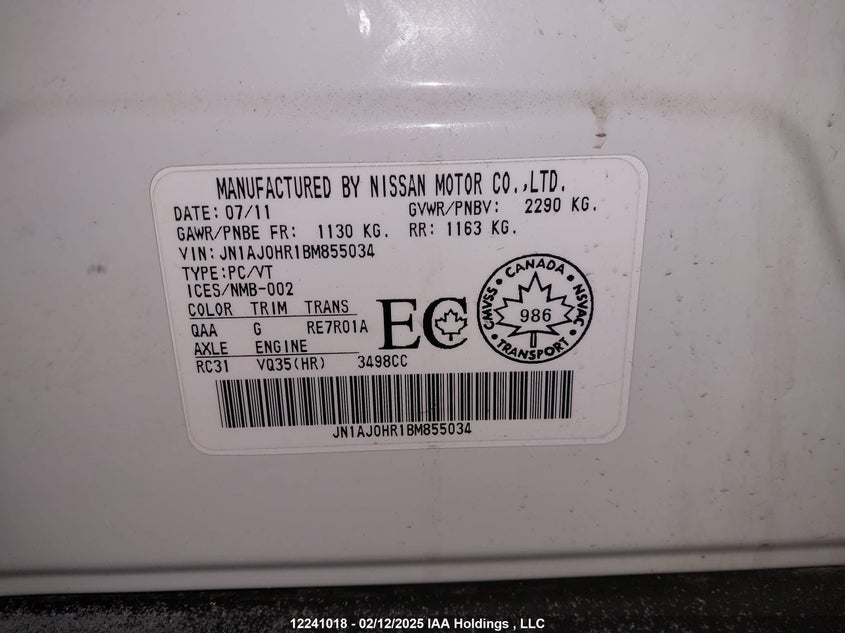 MANUFACTURED BY NISSAN MOTOR CO.,LTD.
DATE: 07/11 GVWR/PNBV: 2290 KG.
GAWR/PNBE FR: 1130 KG. RR: 1163 KG.
VIN: JN1AJ0HR1BM855034
TYPE:PC/VT
ICES/NMB-002
COLOR TRIM TRANS
QAA G RE7R01A
AXLE ENGINE
RC31 VQ35(HR) 3498CC
EC
CANADA
CMVSS NSVAC
986
TRANSPORT
JN1AJ0HR1BM855034
12241018 - 02/12/2025 IAA Holdings , LLC